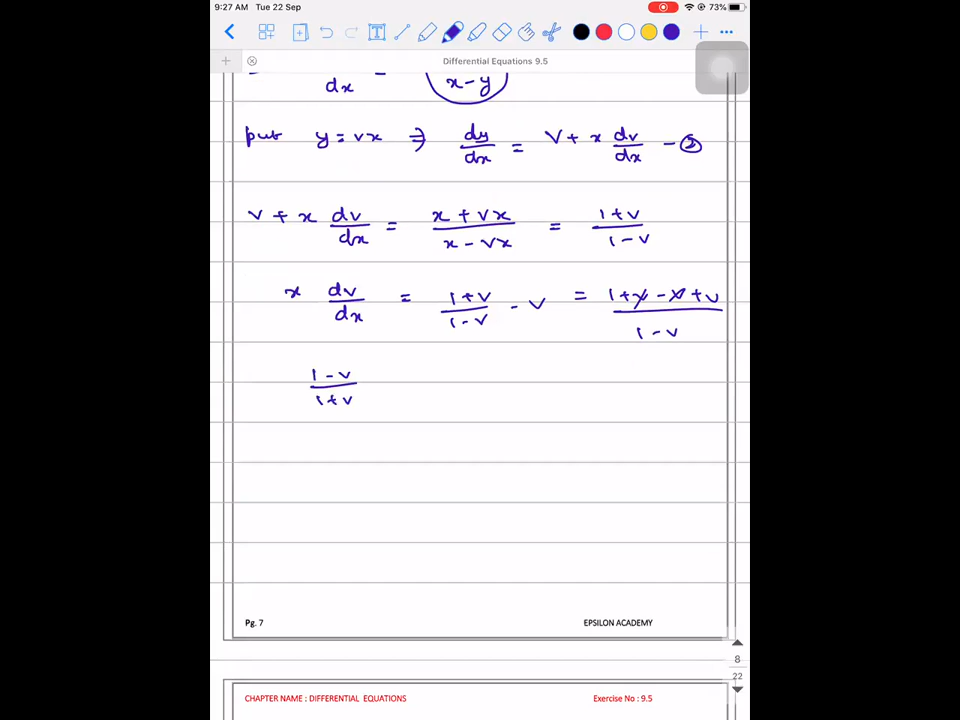 9:27 AM Tue 22 Sep 73%
Differential Equations 9.5
dx = x-y
put y = vx ⇒ dy/dx = v + x dv/dx - ②
v + x dv/dx = x + vx / x - vx = 1+v / 1-v
x dv/dx = 1+v / 1-v - v = 1+v-v+v / 1-v
1-v / 1+v
Pg. 7 EPSILON ACADEMY
8
22
CHAPTER NAME : DIFFERENTIAL EQUATIONS Exercise No : 9.5